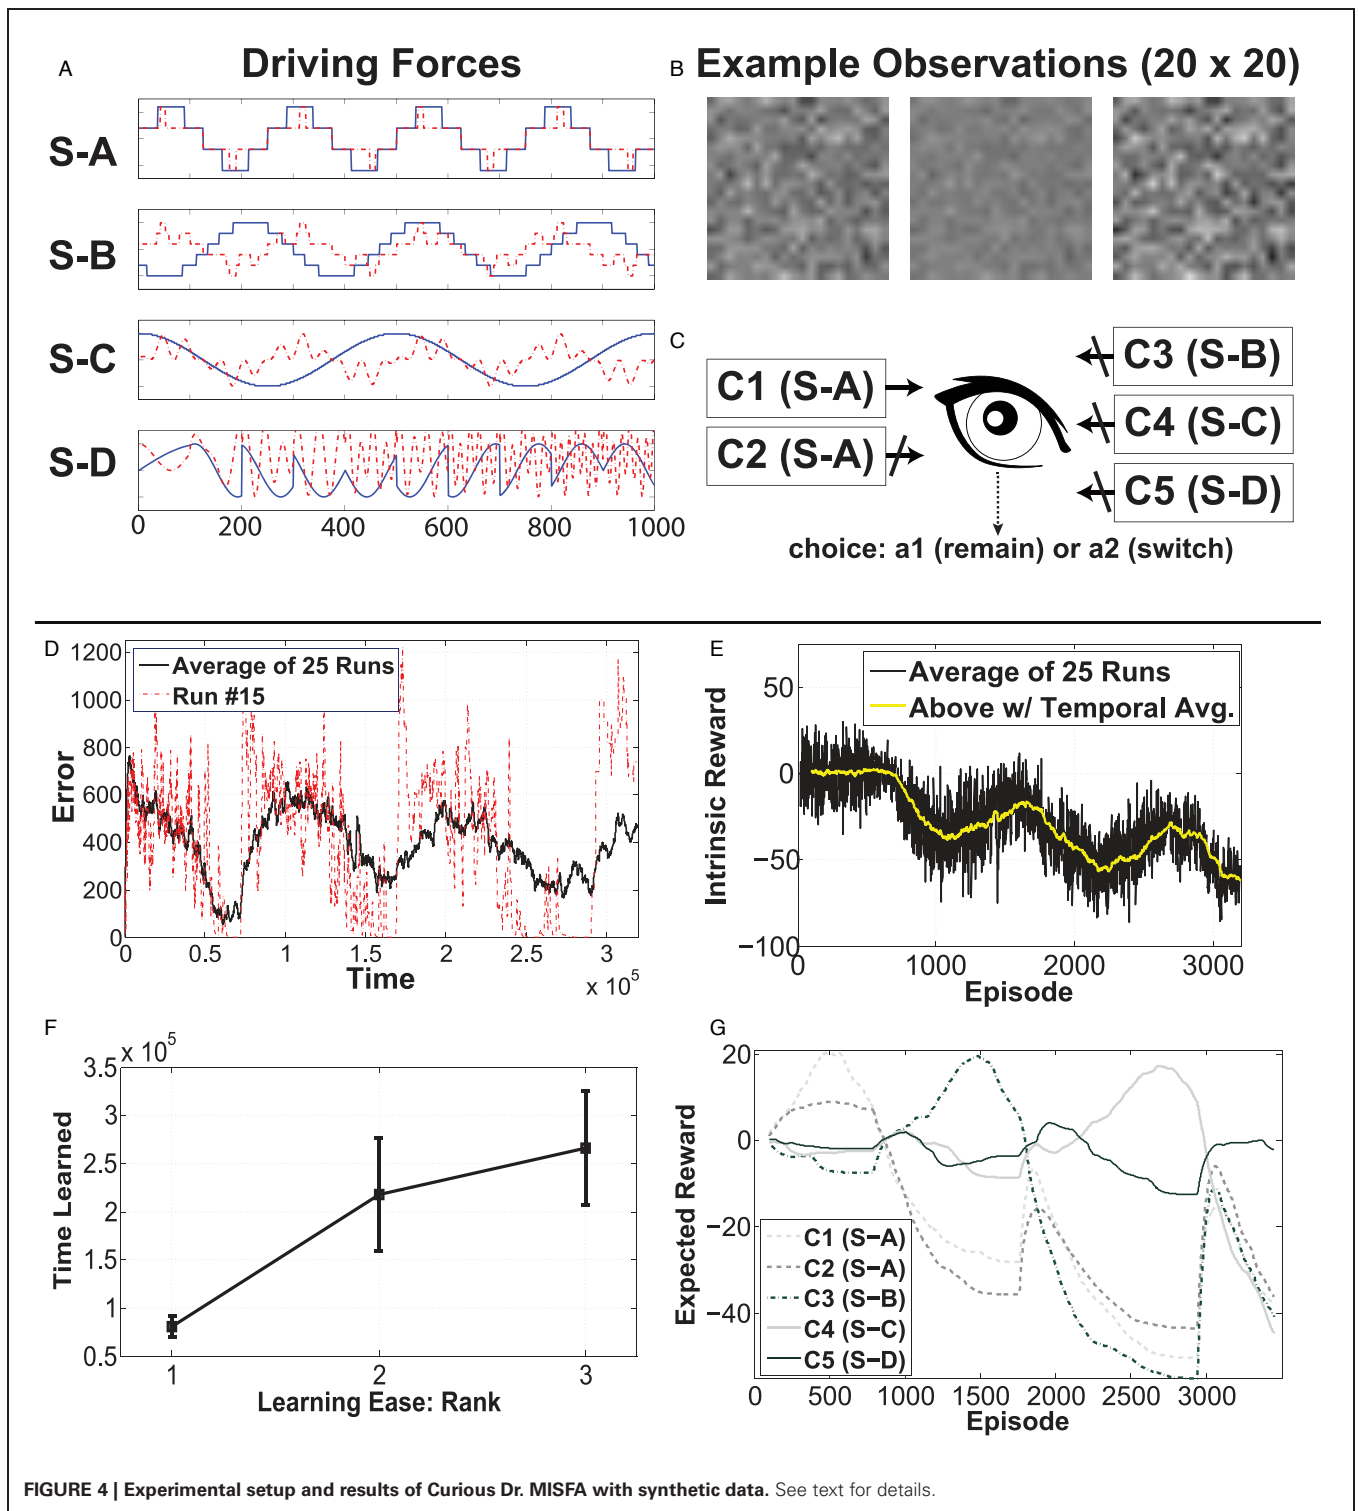 A
Driving Forces
S-A
S-B
S-C
S-D
0 200 400 600 800 1000
B
Example Observations (20 x 20)
C
C1 (S-A)
C2 (S-A)
C3 (S-B)
C4 (S-C)
C5 (S-D)
choice: a1 (remain) or a2 (switch)
D
1200
1000
800
600
400
200
0
Error
Average of 25 Runs
Run #15
0 0.5 1 1.5 2 2.5 3
Time
x 10^5
E
50
0
−50
−100
Intrinsic Reward
Average of 25 Runs
Above w/ Temporal Avg.
0 1000 2000 3000
Episode
F
x 10^5
3.5
3
2.5
2
1.5
1
0.5
Time Learned
1 2 3
Learning Ease: Rank
G
20
0
−20
−40
Expected Reward
C1 (S−A)
C2 (S−A)
C3 (S−B)
C4 (S−C)
C5 (S−D)
500 1000 1500 2000 2500 3000
Episode
FIGURE 4 | Experimental setup and results of Curious Dr. MISFA with synthetic data. See text for details.